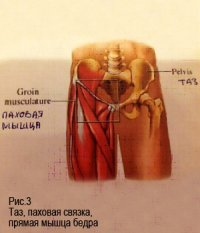 Pelvis
ТАЗ
Groin
musculature
ПАХОВАЯ
МЫШЦА
Рис.3
Таз, паховая связка,
прямая мышца бедра